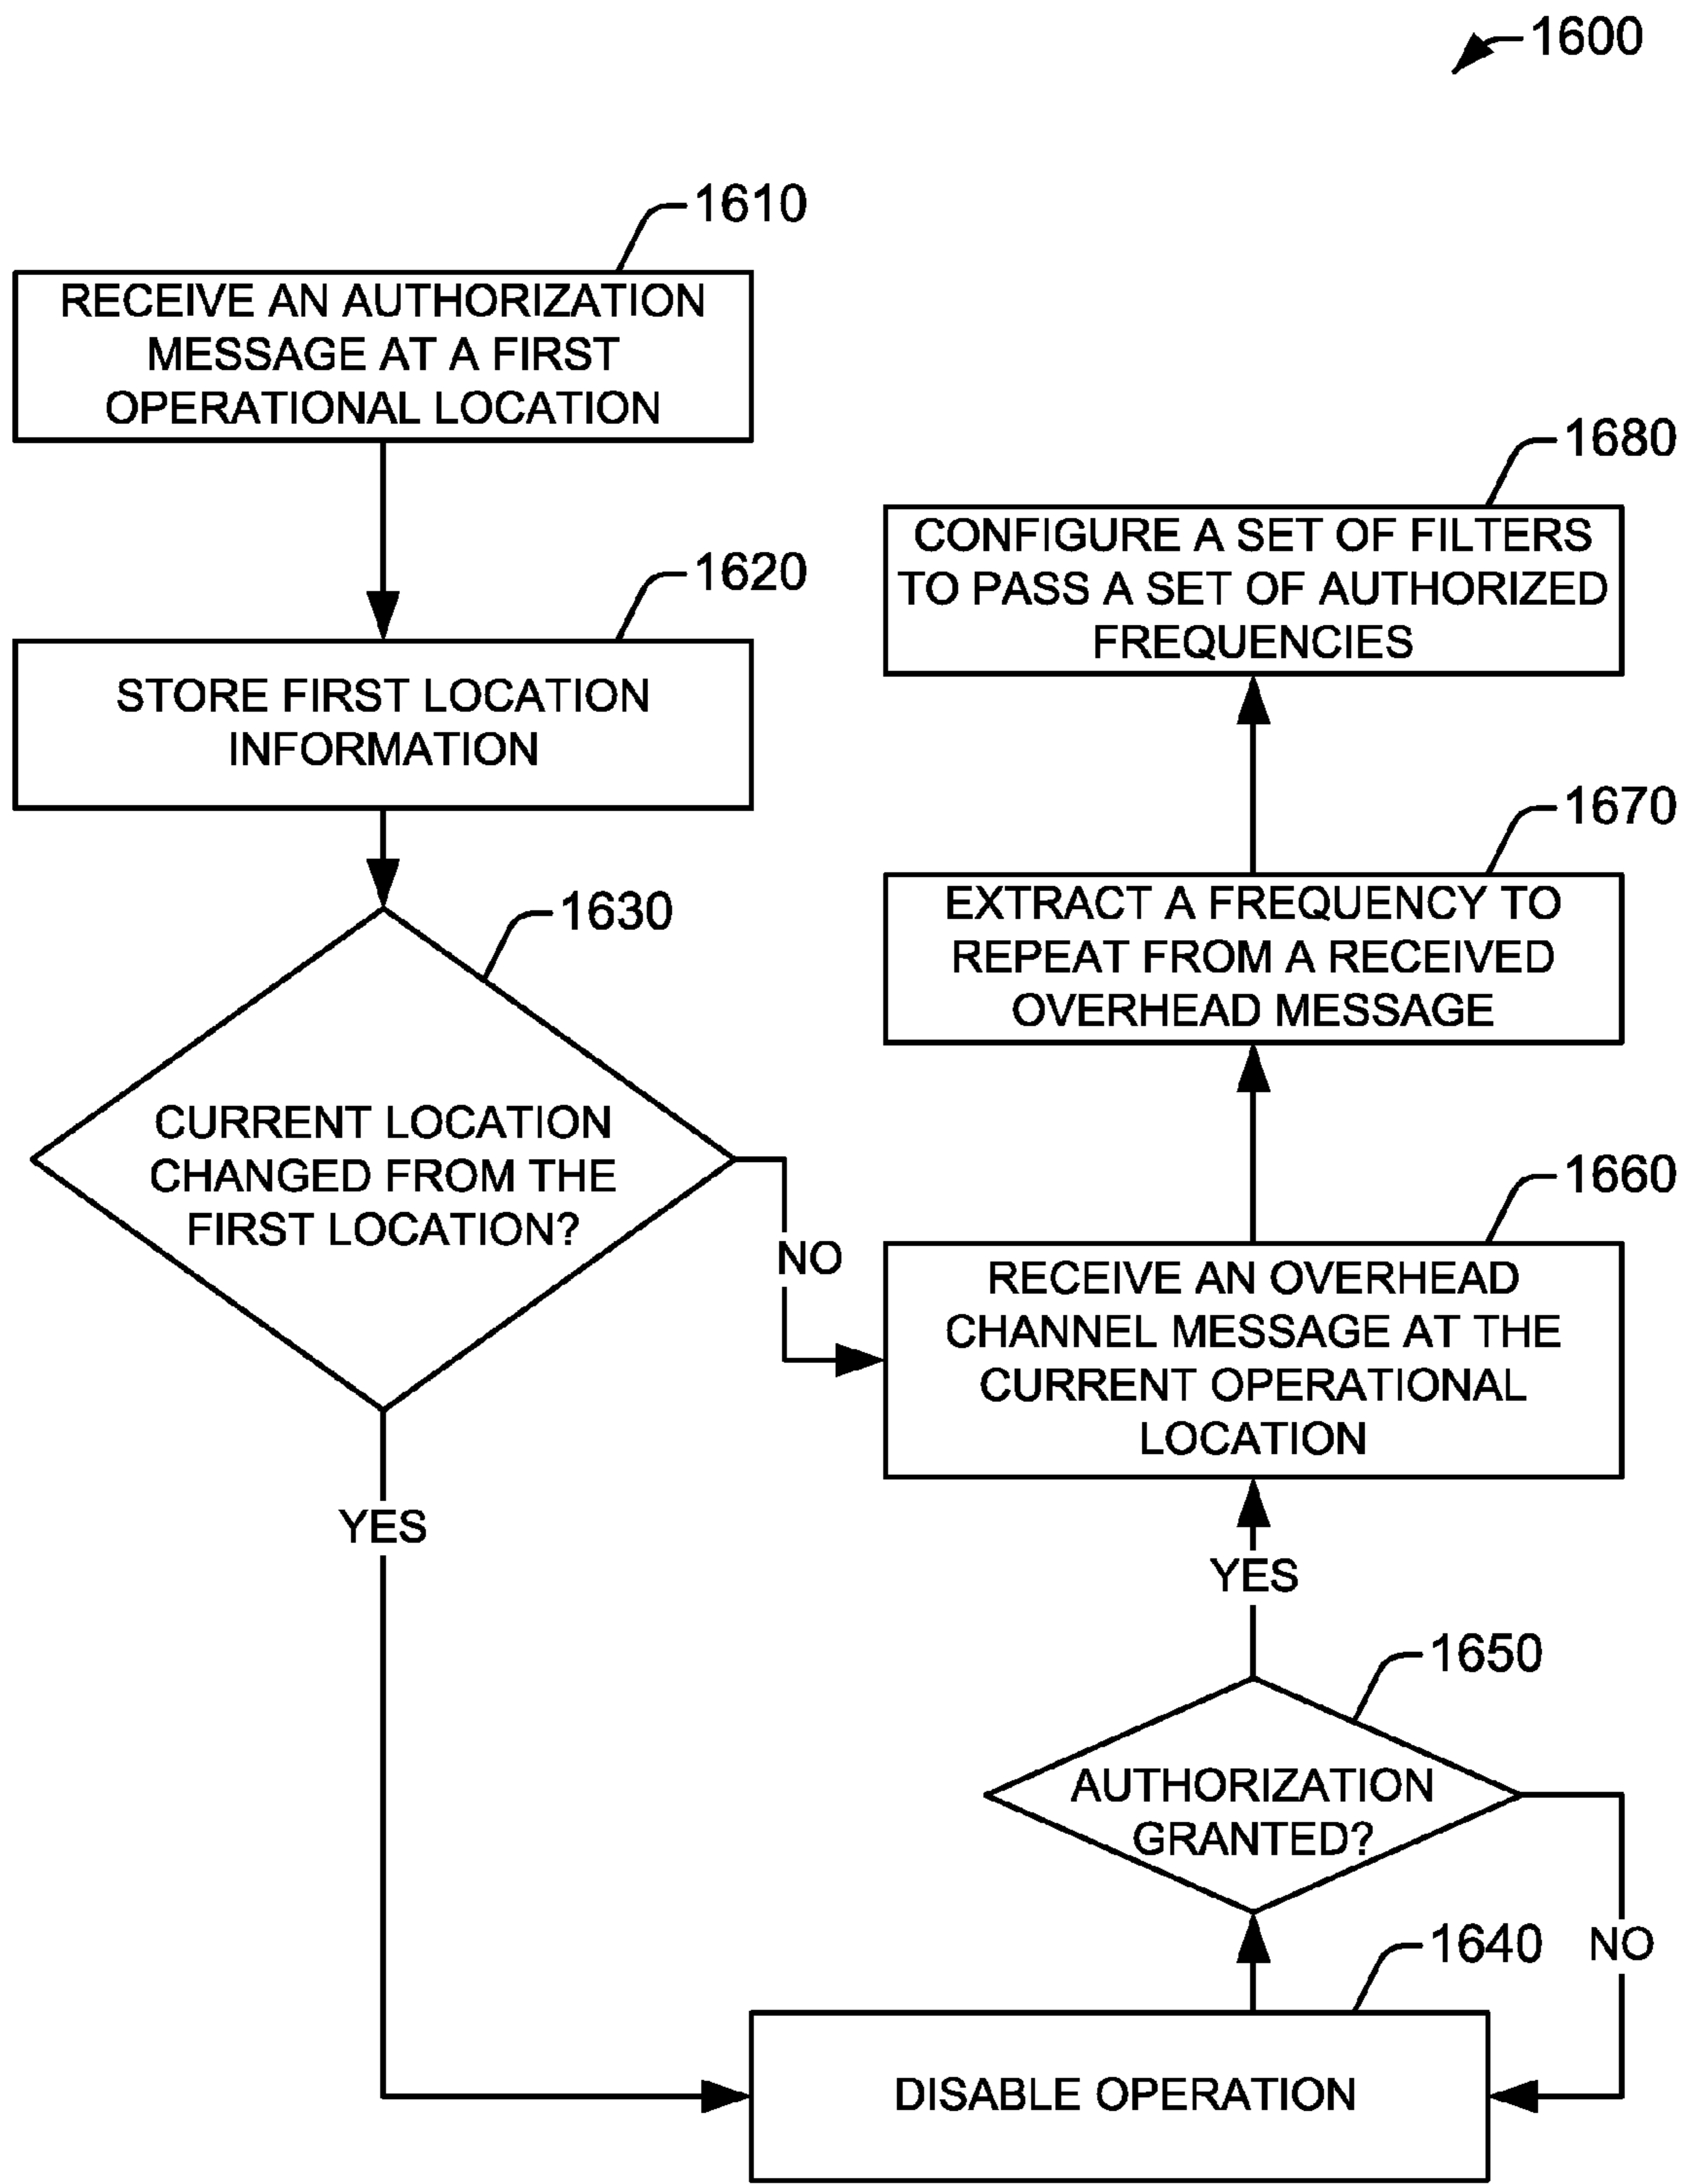 1600
1610
RECEIVE AN AUTHORIZATION
MESSAGE AT A FIRST
OPERATIONAL LOCATION
1620
STORE FIRST LOCATION
INFORMATION
1630
CURRENT LOCATION
CHANGED FROM THE
FIRST LOCATION?
NO
YES
1680
CONFIGURE A SET OF FILTERS
TO PASS A SET OF AUTHORIZED
FREQUENCIES
1670
EXTRACT A FREQUENCY TO
REPEAT FROM A RECEIVED
OVERHEAD MESSAGE
1660
RECEIVE AN OVERHEAD
CHANNEL MESSAGE AT THE
CURRENT OPERATIONAL
LOCATION
YES
1650
AUTHORIZATION
GRANTED?
1640
NO
DISABLE OPERATION